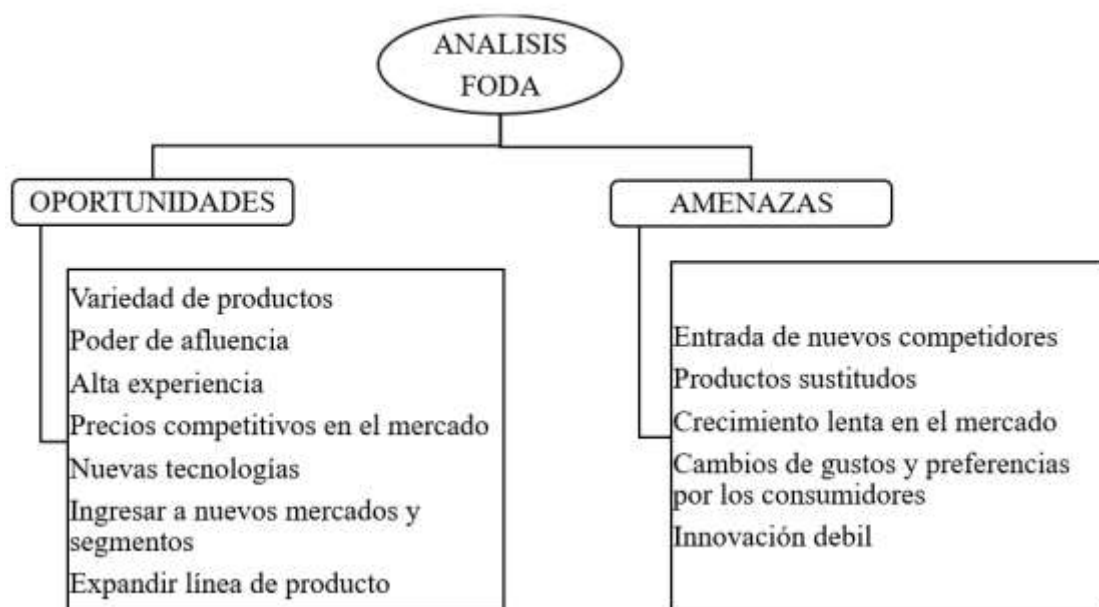 ANALISIS
FODA
OPORTUNIDADES
Variedad de productos
Poder de afluencia
Alta experiencia
Precios competitivos en el mercado
Nuevas tecnologías
Ingresar a nuevos mercados y
segmentos
Expandir línea de producto
AMENAZAS
Entrada de nuevos competidores
Productos sustitudos
Crecimiento lenta en el mercado
Cambios de gustos y preferencias
por los consumidores
Innovación debil